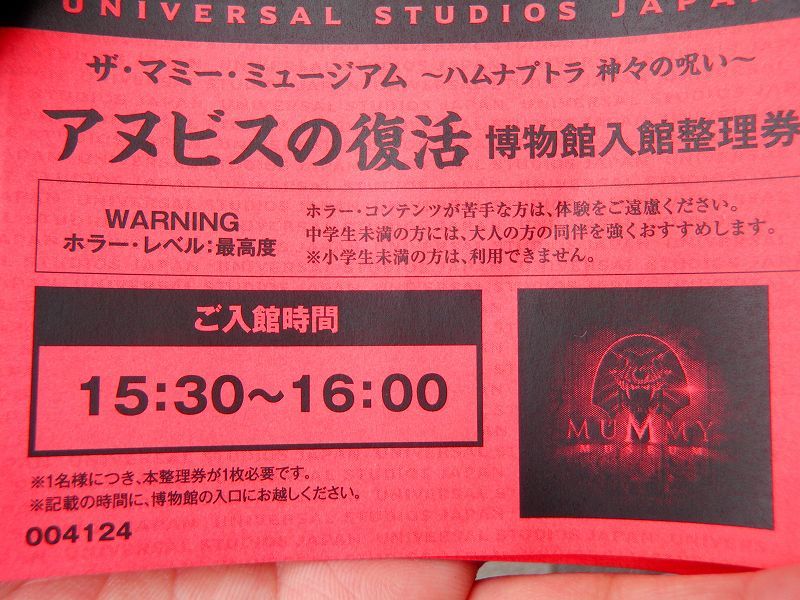 UNIVERSAL STUDIOS JAPAN
ザ・マミー・ミュージアム ～ハムナプトラ 神々の呪い～
アヌビスの復活 博物館入館整理券
WARNING
ホラー・レベル：最高度
ホラー・コンテンツが苦手な方は、体験をご遠慮ください。
中学生未満の方には、大人の方の同伴を強くおすすめします。
※小学生未満の方は、利用できません。
ご入館時間
15:30～16:00
MUMMY
※1名様につき、本整理券が1枚必要です。
※記載の時間に、博物館の入口にお越しください。
004124